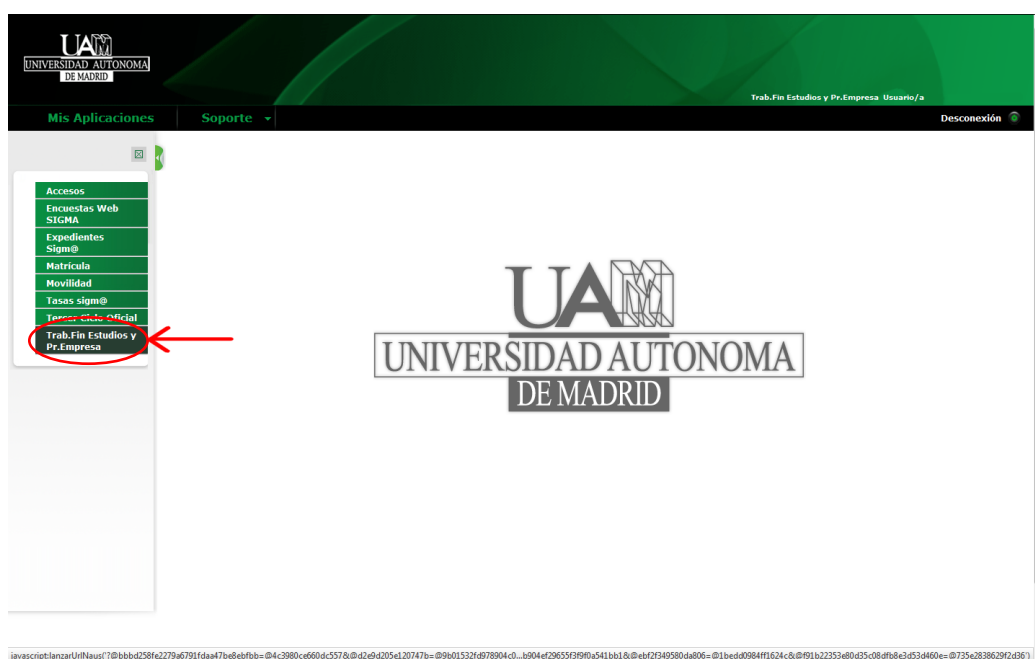 UAM
UNIVERSIDAD AUTONOMA
DE MADRID
Trab.Fin Estudios y Pr.Empresa Usuario/a
Mis Aplicaciones Soporte Desconexión
Accesos
Encuestas Web
SIGMA
Expedientes
Sigm@
Matrícula
Movilidad
Tasas sigm@
Tercer Ciclo Oficial
Trab.Fin Estudios y
Pr.Empresa
UAM
UNIVERSIDAD AUTONOMA
DE MADRID